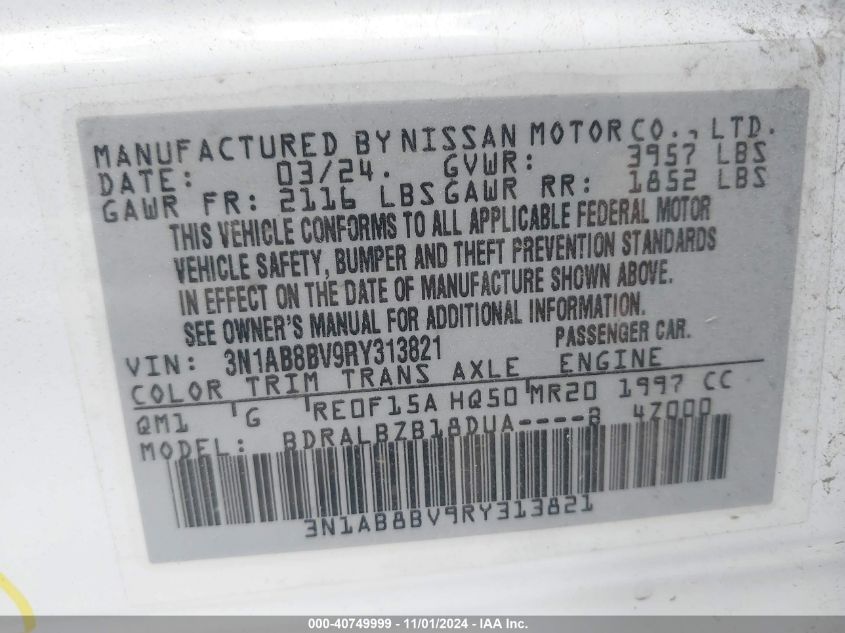 MANUFACTURED BY NISSAN MOTOR CO., LTD.
DATE: 03/24. GVWR: 3957 LBS
GAWR FR: 2116 LBS GAWR RR: 1852 LBS
THIS VEHICLE CONFORMS TO ALL APPLICABLE FEDERAL MOTOR
VEHICLE SAFETY, BUMPER AND THEFT PREVENTION STANDARDS
IN EFFECT ON THE DATE OF MANUFACTURE SHOWN ABOVE.
SEE OWNER'S MANUAL FOR ADDITIONAL INFORMATION.
VIN: 3N1AB8BV9RY313821 PASSENGER CAR.
COLOR TRIM TRANS AXLE ENGINE
QM1 G RE0F15A HQ50 MR20 1997 CC
MODEL: BDRALBZB18DUA----B 4Z000
3N1AB8BV9RY313821
000-40749999 - 11/01/2024 - IAA Inc.